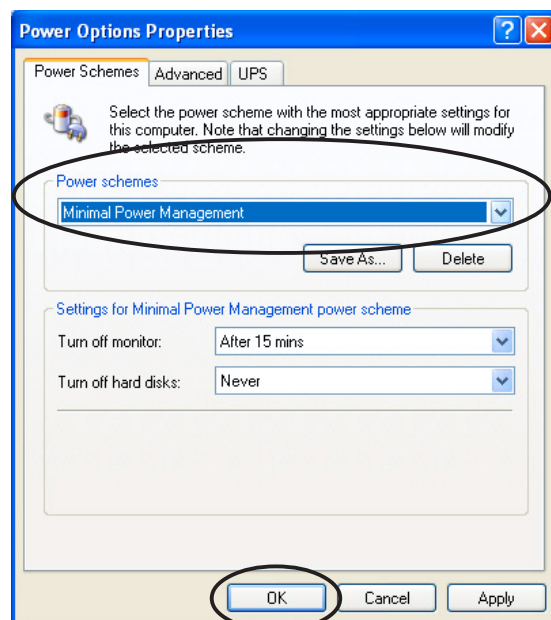 Power Options Properties
Power Schemes Advanced UPS
Select the power scheme with the most appropriate settings for
this computer. Note that changing the settings below will modify
the selected scheme.
Power schemes
Minimal Power Management
Save As... Delete
Settings for Minimal Power Management power scheme
Turn off monitor: After 15 mins
Turn off hard disks: Never
OK Cancel Apply